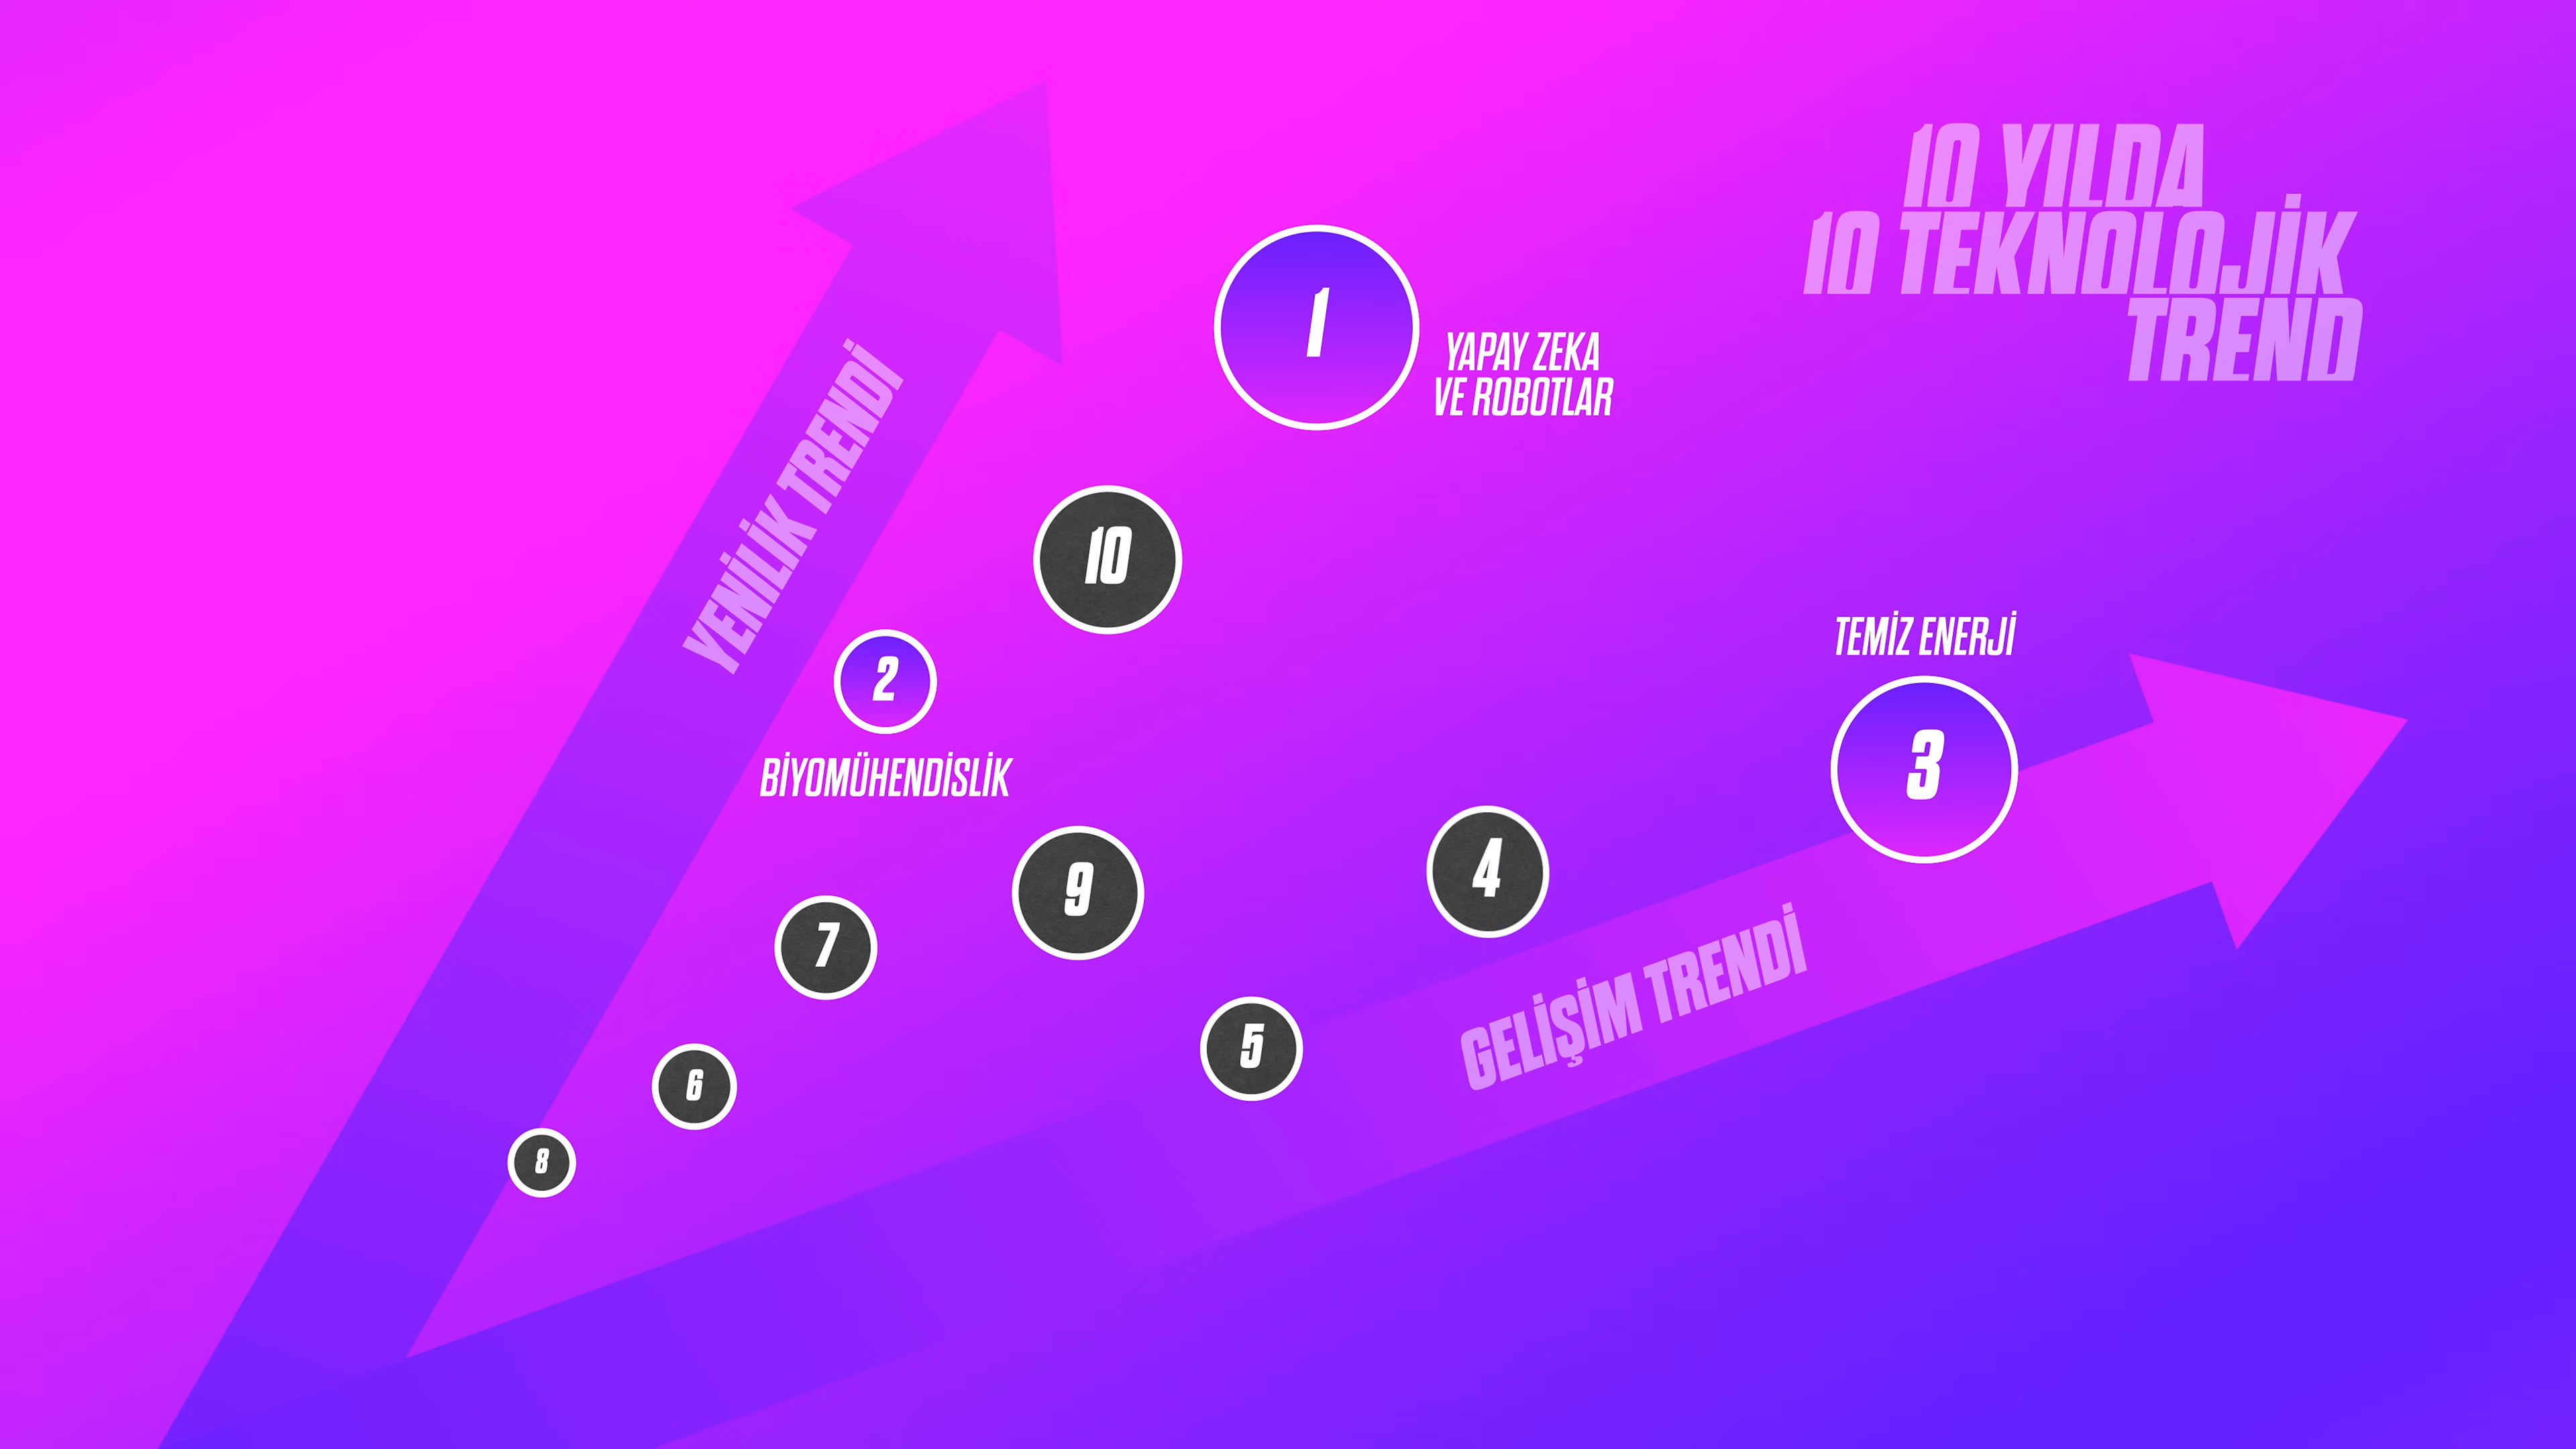 10 YILDA
10 TEKNOLOJİK
TREND
1
YAPAY ZEKA
VE ROBOTLAR
YENİLİK TRENDİ
10
2
BİYOMÜHENDİSLİK
TEMİZ ENERJİ
3
4
9
7
GELİŞİM TRENDİ
5
6
8